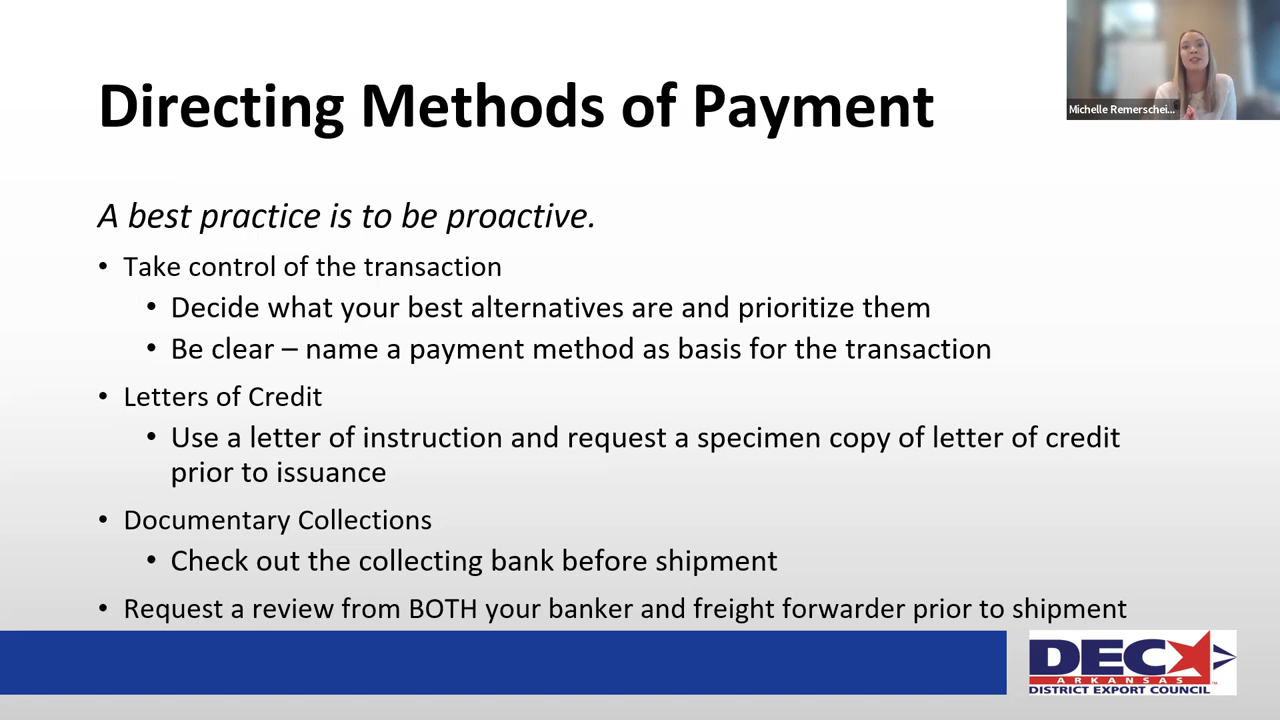 Directing Methods of Payment
Michelle Remerschei...
A best practice is to be proactive.
• Take control of the transaction
• Decide what your best alternatives are and prioritize them
• Be clear – name a payment method as basis for the transaction
• Letters of Credit
• Use a letter of instruction and request a specimen copy of letter of credit
prior to issuance
• Documentary Collections
• Check out the collecting bank before shipment
• Request a review from BOTH your banker and freight forwarder prior to shipment
DEC
ARKANSAS
DISTRICT EXPORT COUNCIL